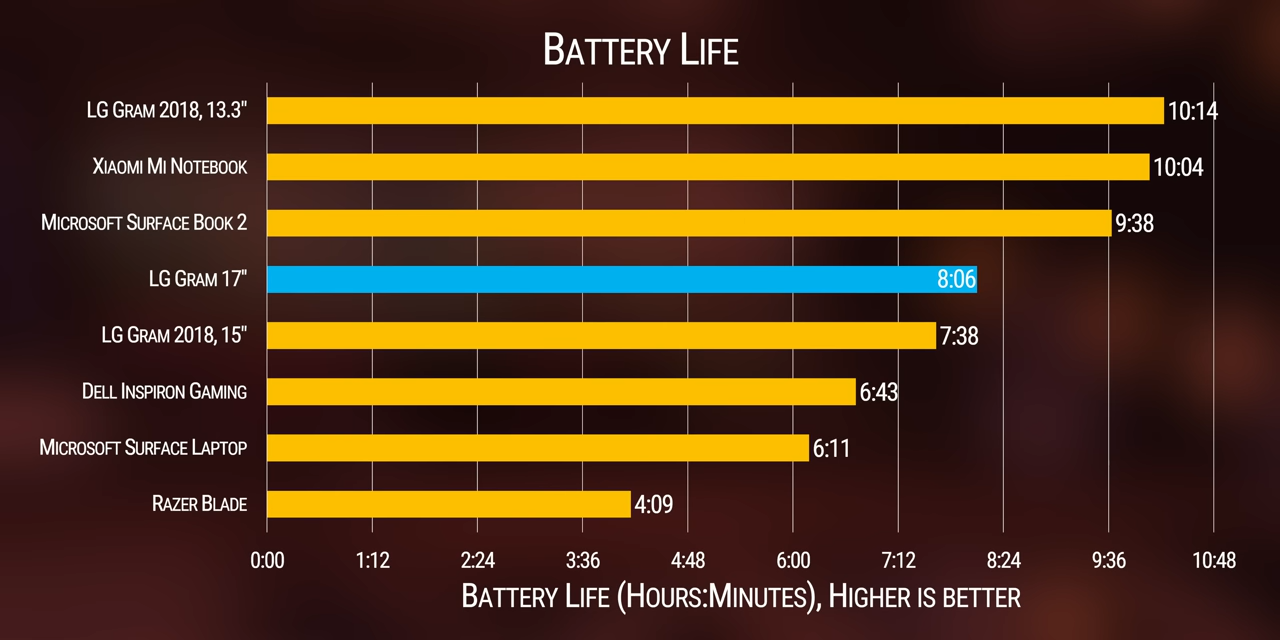 Battery Life
LG Gram 2018, 13.3" 10:14
Xiaomi Mi Notebook 10:04
Microsoft Surface Book 2 9:38
LG Gram 17" 8:06
LG Gram 2018, 15" 7:38
Dell Inspiron Gaming 6:43
Microsoft Surface Laptop 6:11
Razer Blade 4:09
0:00 1:12 2:24 3:36 4:48 6:00 7:12 8:24 9:36 10:48
Battery Life (Hours:Minutes), Higher is better